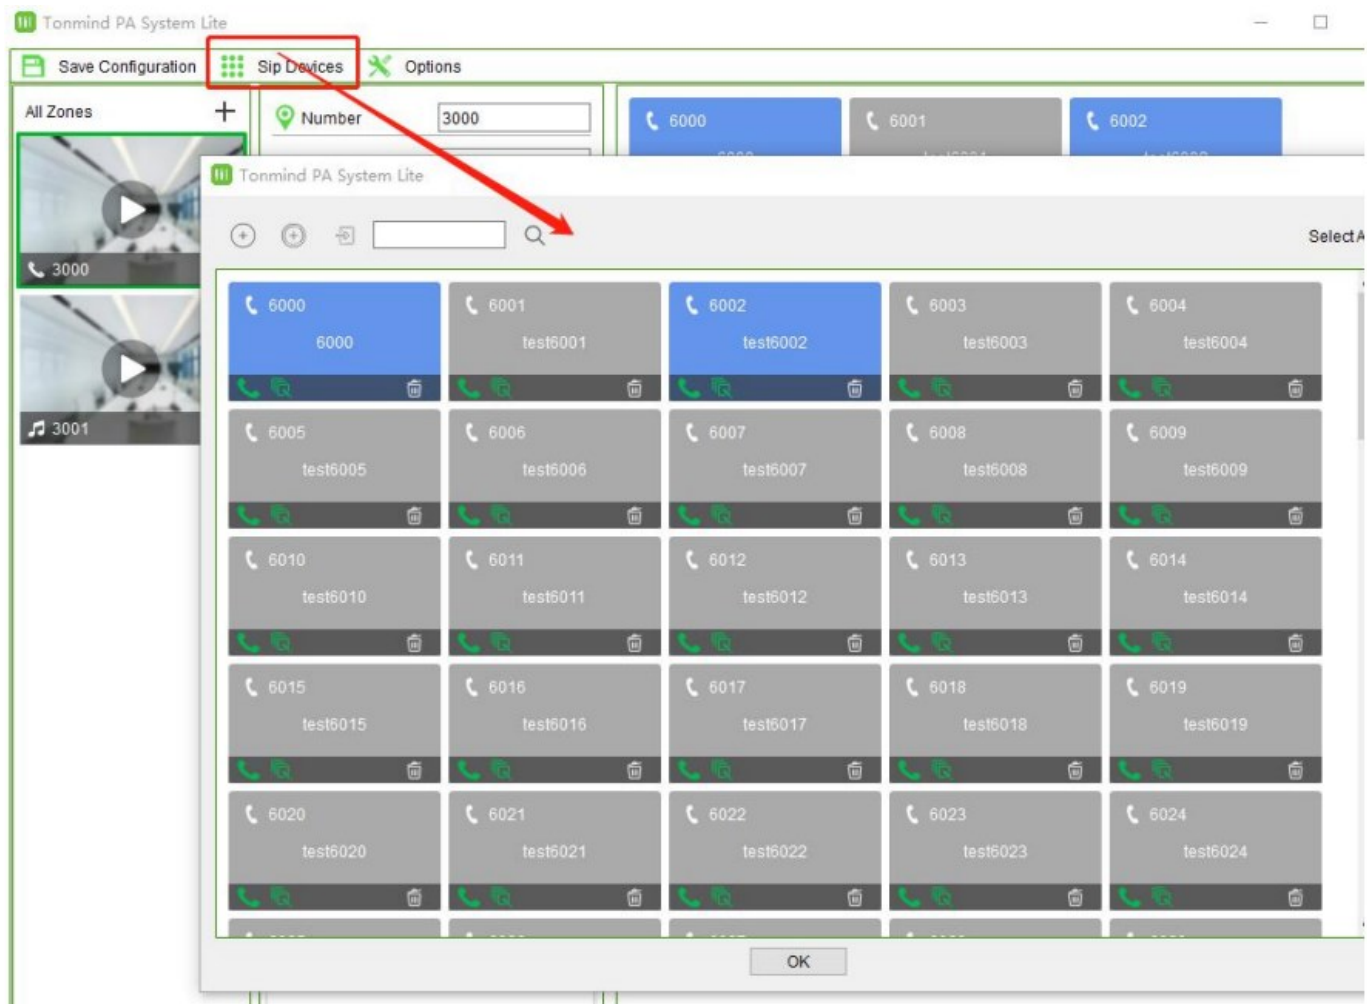 Tonmind PA System Lite
Save Configuration Sip Devices Options
All Zones
Number 3000
6000 6001 6002
Tonmind PA System Lite
Select A
3000
3001
6000 6001 6002 6003 6004
6000 test6001 test6002 test6003 test6004
6005 6006 6007 6008 6009
test6005 test6006 test6007 test6008 test6009
6010 6011 6012 6013 6014
test6010 test6011 test6012 test6013 test6014
6015 6016 6017 6018 6019
test6015 test6016 test6017 test6018 test6019
6020 6021 6022 6023 6024
test6020 test6021 test6022 test6023 test6024
OK